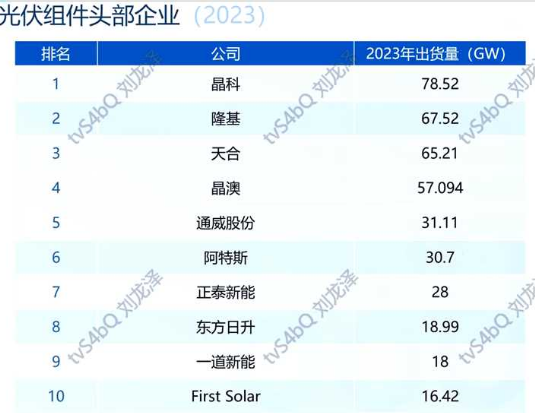 光伏组件头部企业（2023）
排名 公司 2023年出货量（GW）
1 晶科 78.52
2 隆基 67.52
3 天合 65.21
4 晶澳 57.094
5 通威股份 31.11
6 阿特斯 30.7
7 正泰新能 28
8 东方日升 18.99
9 一道新能 18
10 First Solar 16.42
tvS4bQ 刘龙泽
tvS4bQ 刘龙泽
tvS4bQ 刘龙泽
tvS4bQ 刘龙泽
tvS4bQ 刘龙泽
tvS4bQ 刘龙泽